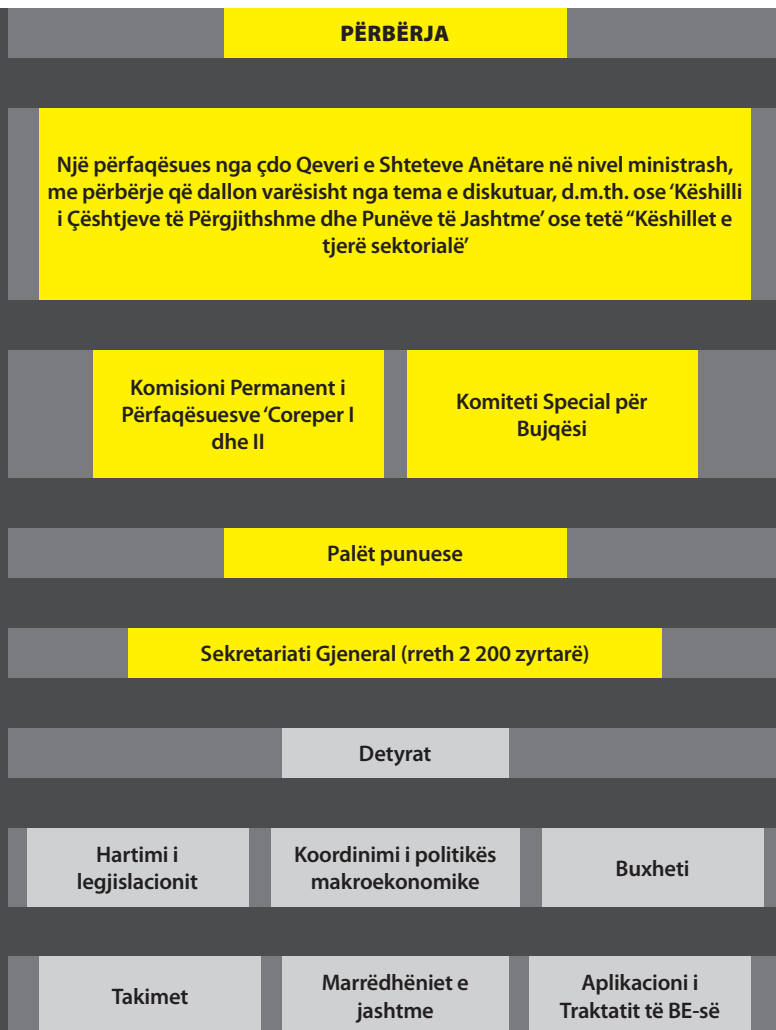 PËRBËRJA
Një përfaqësues nga çdo Qeveri e Shteteve Anëtare në nivel ministrash,
me përbërje që dallon varësisht nga tema e diskutuar, d.m.th. ose ‘Këshilli
i Çështjeve të Përgjithshme dhe Punëve të Jashtme’ ose tetë “Këshillet e
tjerë sektorialë’
Komisioni Permanent i
Përfaqësuesve ‘Coreper I
dhe II
Komiteti Special për
Bujqësi
Palët punuese
Sekretariati Gjeneral (rreth 2 200 zyrtarë)
Detyrat
Hartimi i
legjislacionit
Koordinimi i politikës
makroekonomike
Buxheti
Takimet
Marrëdhëniet e
jashtme
Aplikacioni i
Traktatit të BE-së